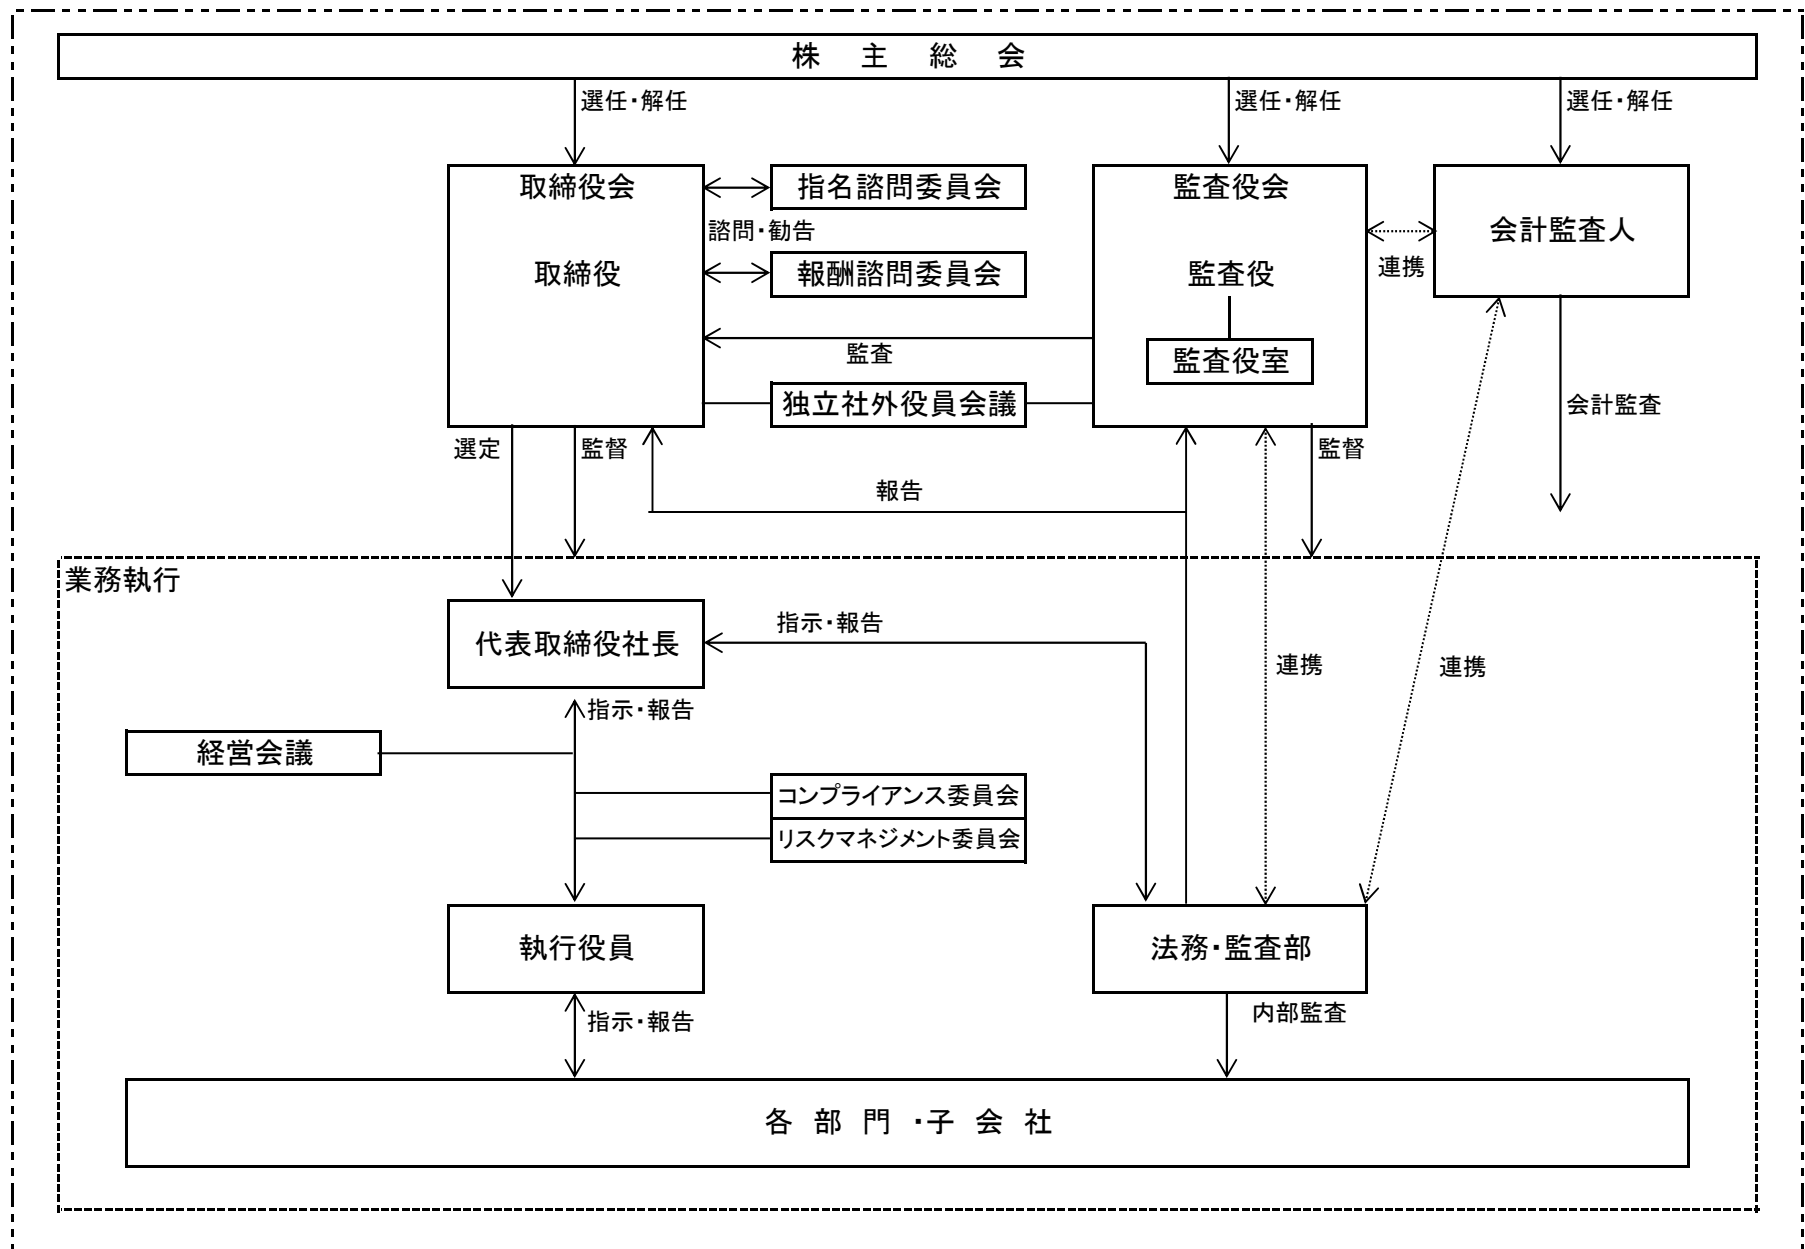 株 主 総 会
選任・解任
選任・解任
選任・解任
取締役会
指名諮問委員会
監査役会
会計監査人
諮問・勧告
取締役
報酬諮問委員会
監査役
連携
監査
監査役室
独立社外役員会議
会計監査
選定
監督
監督
報告
業務執行
代表取締役社長
指示・報告
連携
連携
指示・報告
経営会議
コンプライアンス委員会
リスクマネジメント委員会
執行役員
法務・監査部
指示・報告
内部監査
各 部 門 ・子 会 社